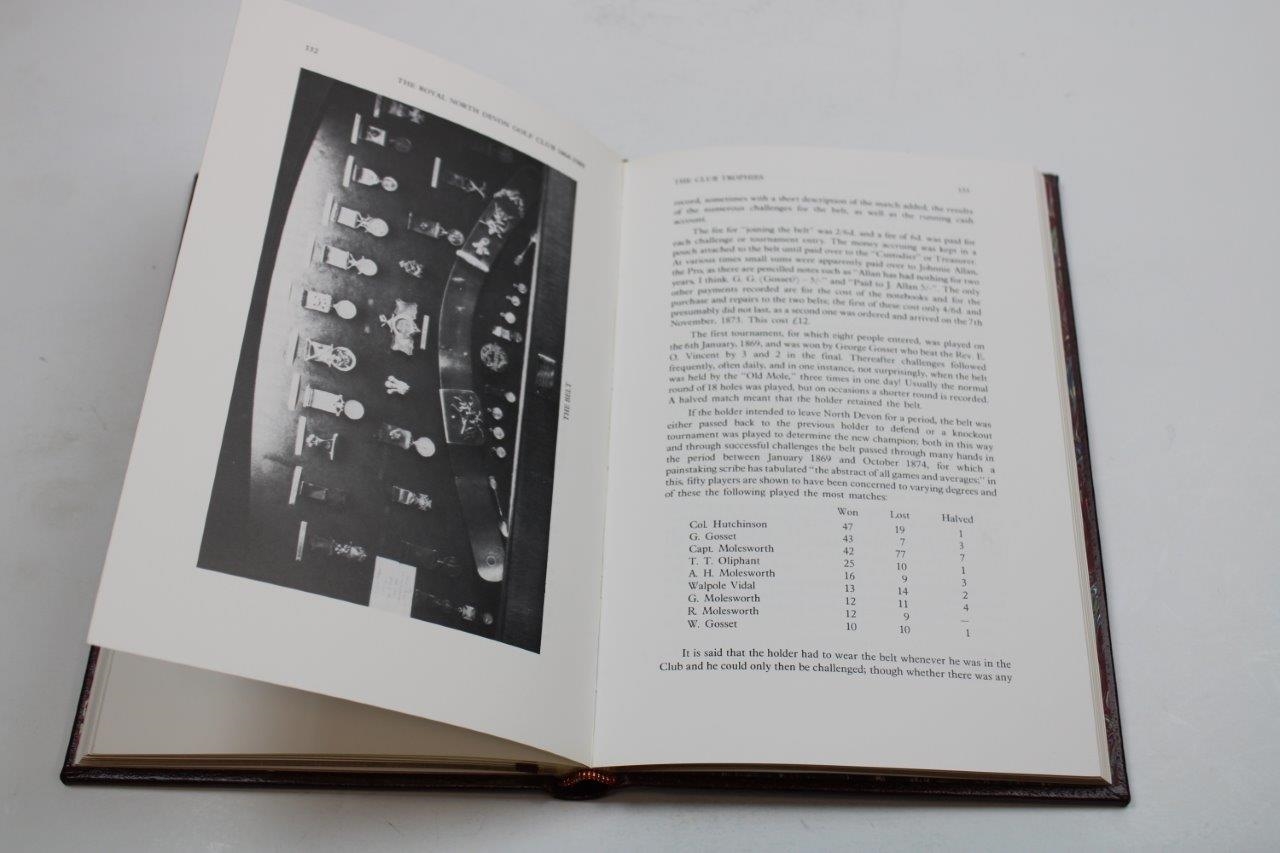 132
THE ROYAL NORTH DEVON GOLF CLUB 1864-1989
THE BELT
THE CLUB TROPHIES
133
record, sometimes with a short description of the match added, the results
of the numerous challenges for the belt, as well as the running cash
account.
The fee for "joining the belt" was 2/6d. and a fee of 6d. was paid for
each challenge or tournament entry. The money accruing was kept in a
pouch attached to the belt until paid over to the "Custodier" or Treasurer.
At various times small sums were apparently paid over to Johnnie Allan,
the Pro, as there are pencilled notes such as "Allan has had nothing for two
years, I think. G. G. (Gosset?) – 5/-" and "Paid to J. Allan 5/-". The only
other payments recorded are for the cost of the notebooks and for the
purchase and repairs to the two belts; the first of these cost only 4/6d. and
presumably did not last, as a second one was ordered and arrived on the 7th
November, 1873. This cost £12.
The first tournament, for which eight people entered, was played on
the 6th January, 1869, and was won by George Gosset who beat the Rev. E.
O. Vincent by 3 and 2 in the final. Thereafter challenges followed
frequently, often daily, and in one instance, not surprisingly, when the belt
was held by the "Old Mole," three times in one day! Usually the normal
round of 18 holes was played, but on occasions a shorter round is recorded.
A halved match meant that the holder retained the belt.
If the holder intended to leave North Devon for a period, the belt was
either passed back to the previous holder to defend or a knockout
tournament was played to determine the new champion; both in this way
and through successful challenges the belt passed through many hands in
the period between January 1869 and October 1874, for which a
painstaking scribe has tabulated "the abstract of all games and averages;" in
this, fifty players are shown to have been concerned to varying degrees and
of these the following played the most matches:
Won Lost Halved
Col. Hutchinson 47 19 1
G. Gosset 43 7 3
Capt. Molesworth 42 77 7
T. T. Oliphant 25 10 1
A. H. Molesworth 16 9 3
Walpole Vidal 13 14 2
G. Molesworth 12 11 4
R. Molesworth 12 9 —
W. Gosset 10 10 1
It is said that the holder had to wear the belt whenever he was in the
Club and he could only then be challenged; though whether there was any